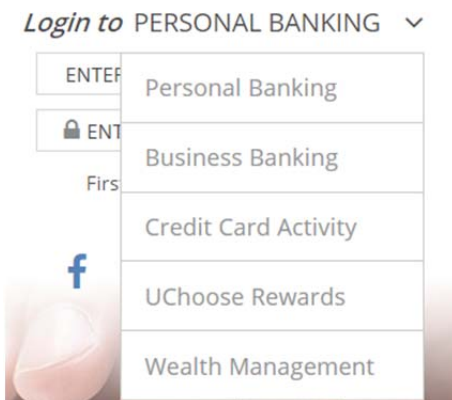 Login to PERSONAL BANKING
Personal Banking
Business Banking
Credit Card Activity
UChoose Rewards
Wealth Management